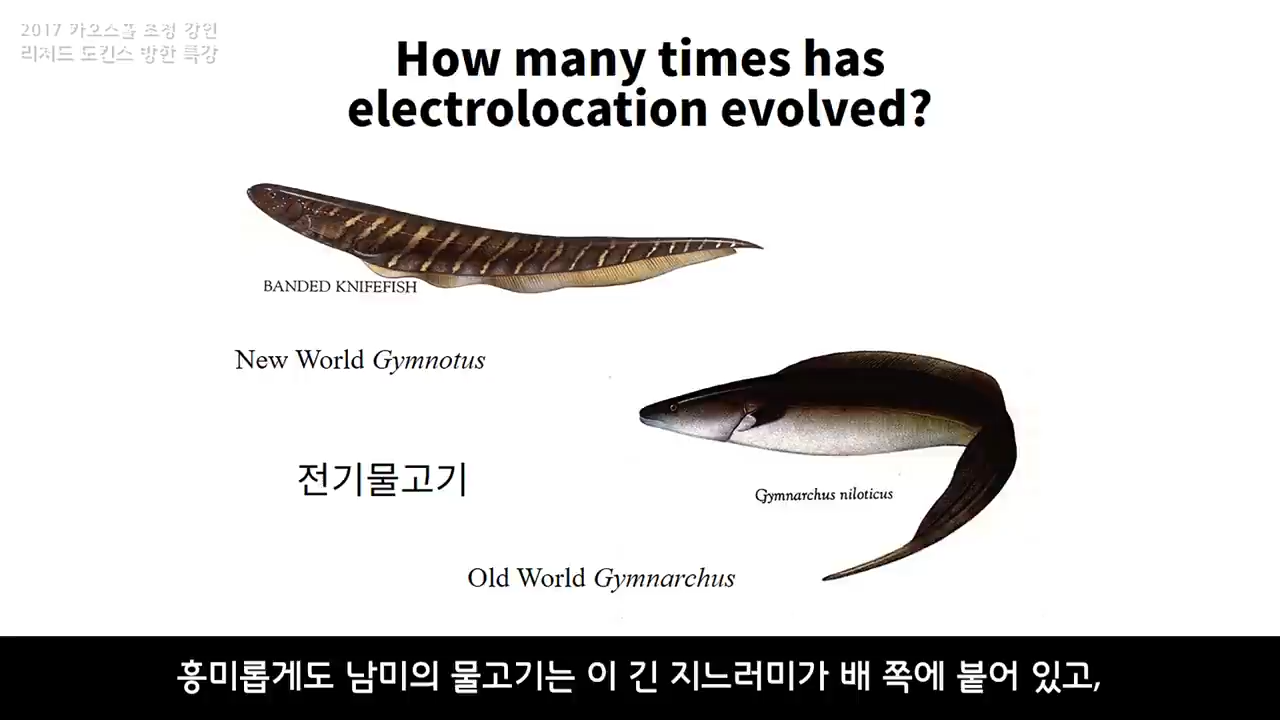 2017 카오스홀 초청 강연
리처드 도킨스 방한 특강
How many times has
electrolocation evolved?
BANDED KNIFEFISH
New World Gymnotus
전기물고기
Gymnarchus niloticus
Old World Gymnarchus
흥미롭게도 남미의 물고기는 이 긴 지느러미가 배 쪽에 붙어 있고,